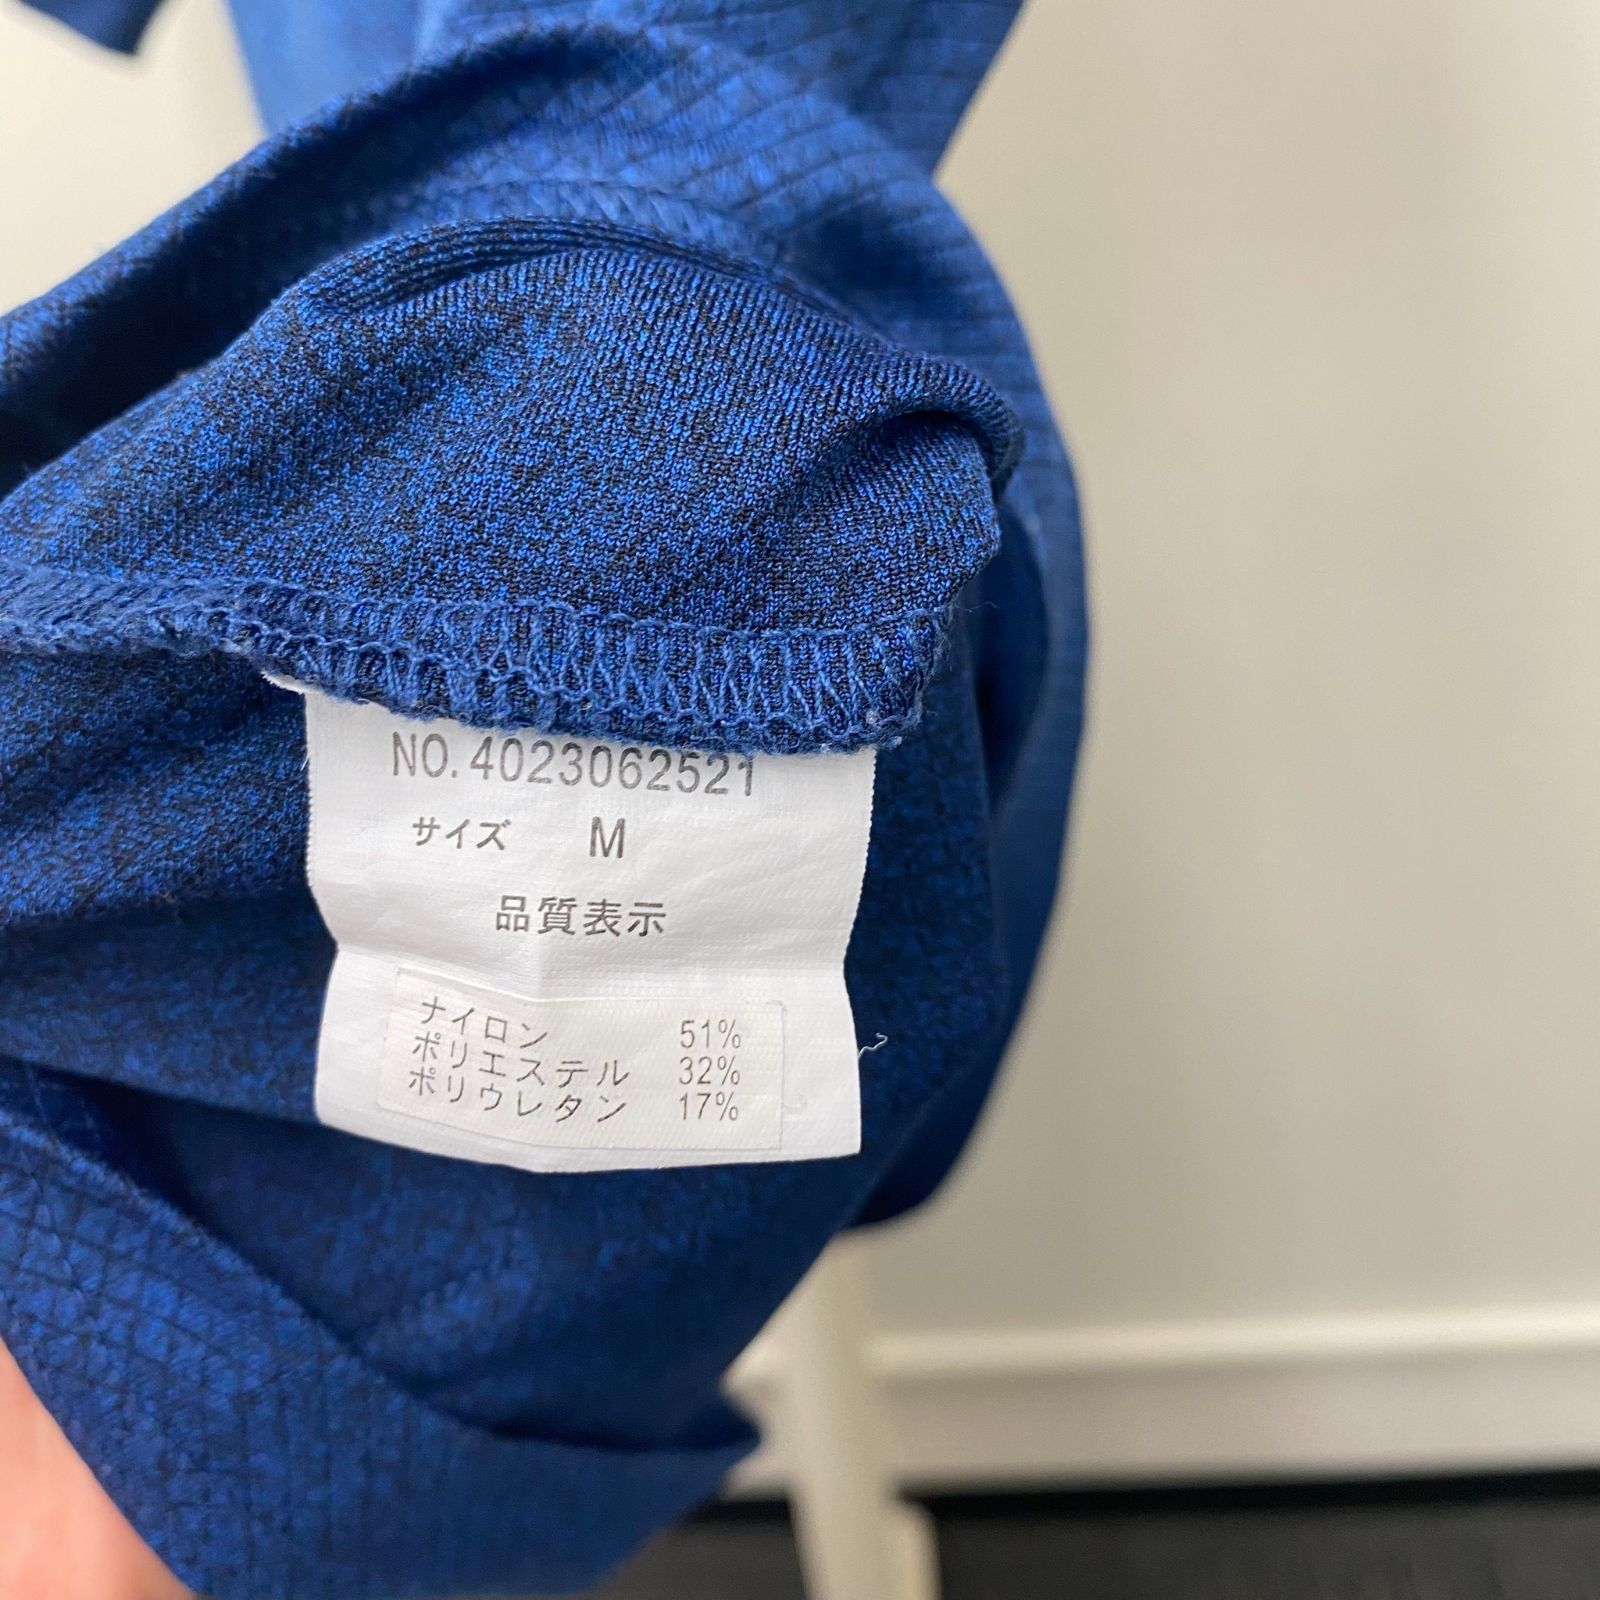 NO.4023062521
サイズ M
品質表示
ナイロン 51%
ポリエステル 32%
ポリウレタン 17%